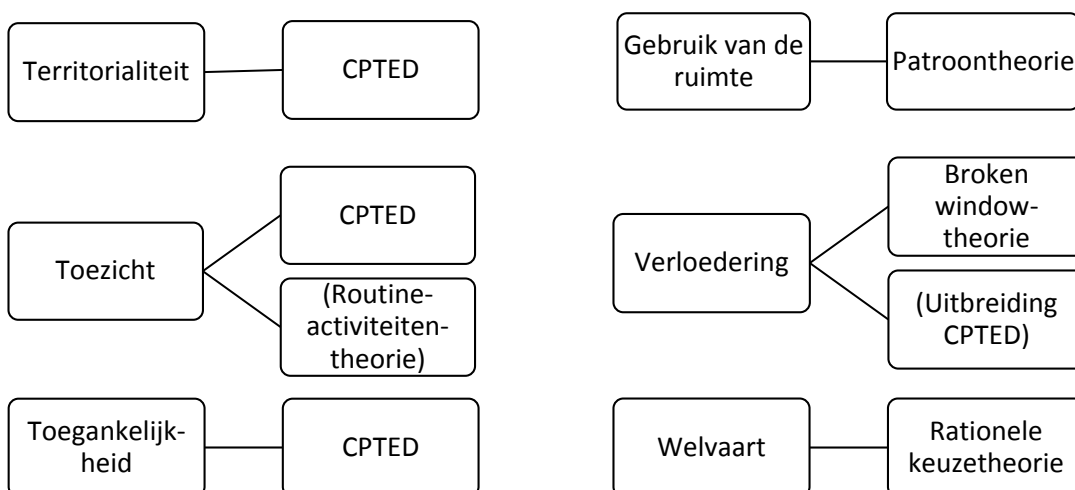 Territorialiteit
CPTED
Toezicht
CPTED
(Routine-
activiteiten-
theorie)
Toegankelijk-
heid
CPTED
Gebruik van de
ruimte
Patroontheorie
Verloedering
Broken
window-
theorie
(Uitbreiding
CPTED)
Welvaart
Rationele
keuzetheorie